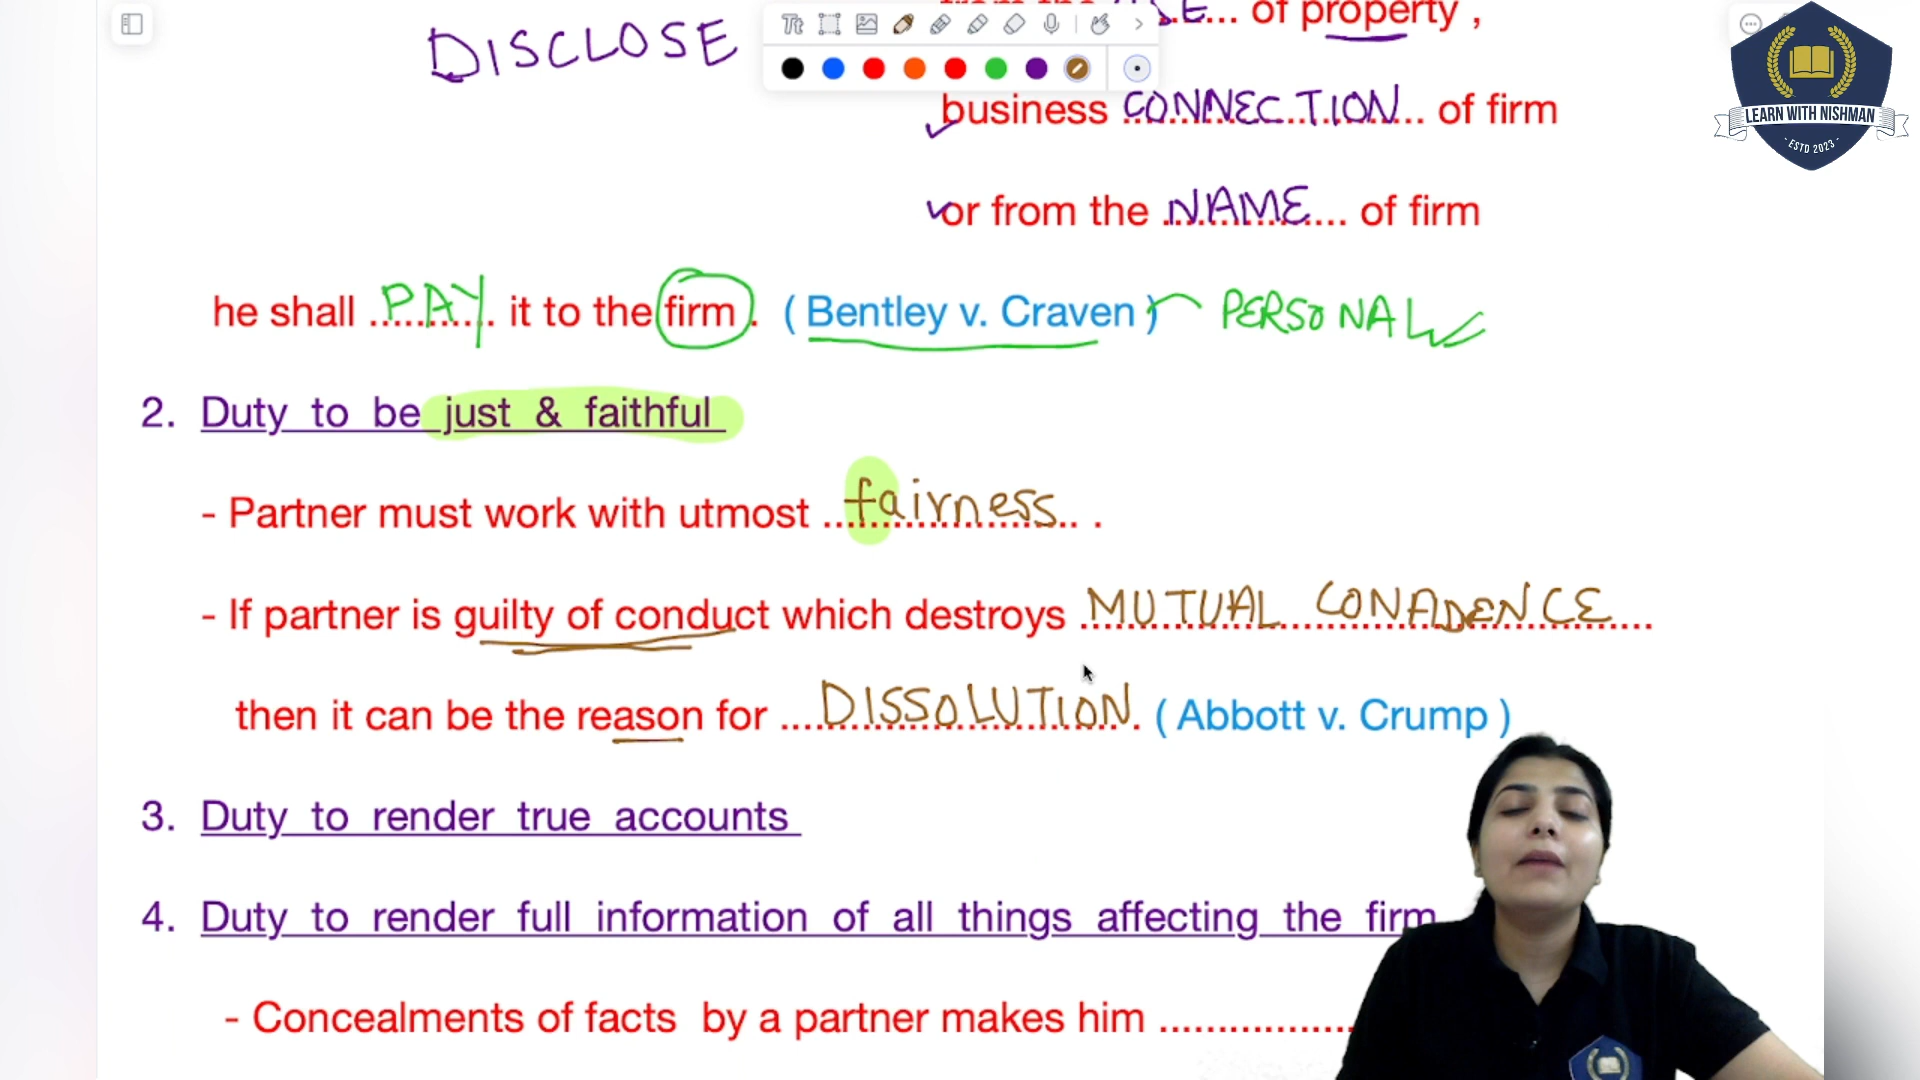 DISCLOSE
of property ,
business CONNECTION of firm
or from the NAME of firm
he shall PAY it to the firm . ( Bentley v. Craven ) PERSONAL
2. Duty to be just & faithful
- Partner must work with utmost fairness .
- If partner is guilty of conduct which destroys MUTUAL CONFIDENCE
then it can be the reason for DISSOLUTION . ( Abbott v. Crump )
3. Duty to render true accounts
4. Duty to render full information of all things affecting the firm
- Concealments of facts by a partner makes him .................
LEARN WITH NISHMAN
- ESTD 2023 -
Tt